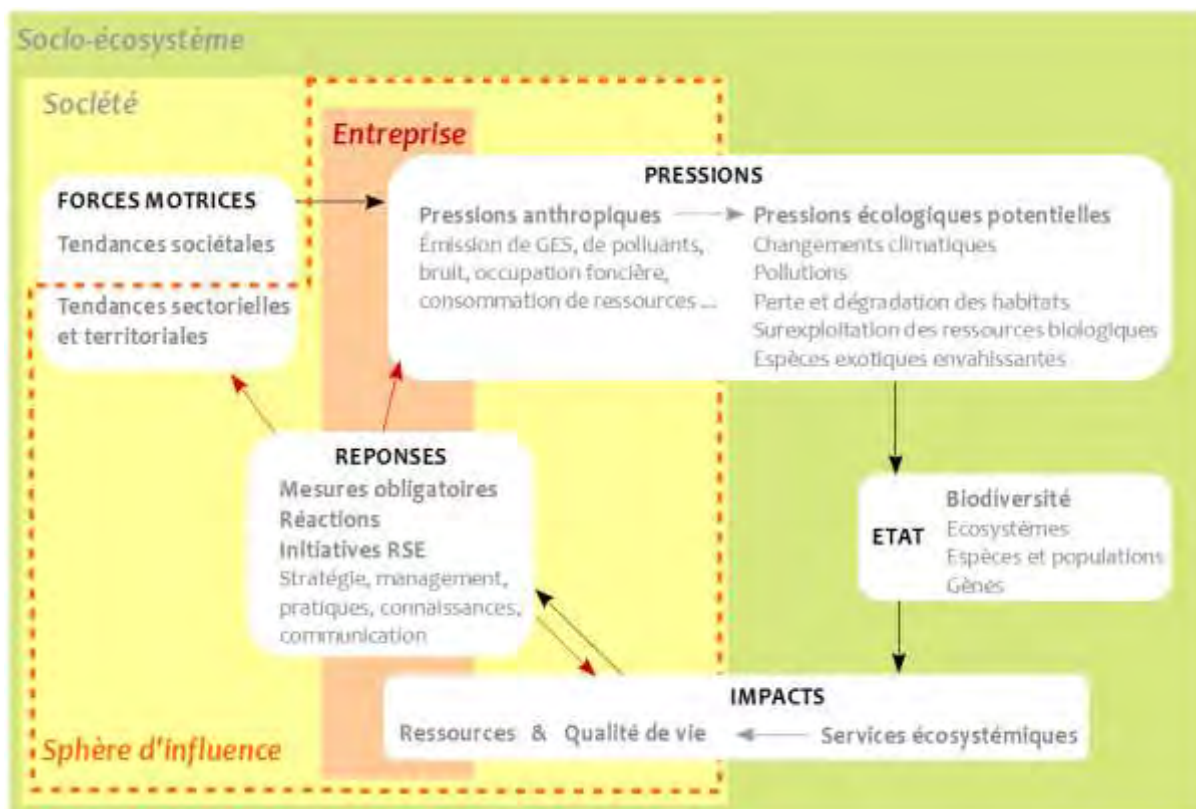 Socio-écosystème
Société
Entreprise
FORCES MOTRICES
Tendances sociétales
Tendances sectorielles
et territoriales
PRESSIONS
Pressions anthropiques
Émission de GES, de polluants,
bruit, occupation foncière,
consommation de ressources ...
Pressions écologiques potentielles
Changements climatiques
Pollutions
Perte et dégradation des habitats
Surexploitation des ressources biologiques
Espèces exotiques envahissantes
REPONSES
Mesures obligatoires
Réactions
Initiatives RSE
Stratégie, management,
pratiques, connaissances,
communication
ETAT
Biodiversité
Ecosystèmes
Espèces et populations
Gènes
IMPACTS
Ressources & Qualité de vie
Services écosystémiques
Sphère d'influence